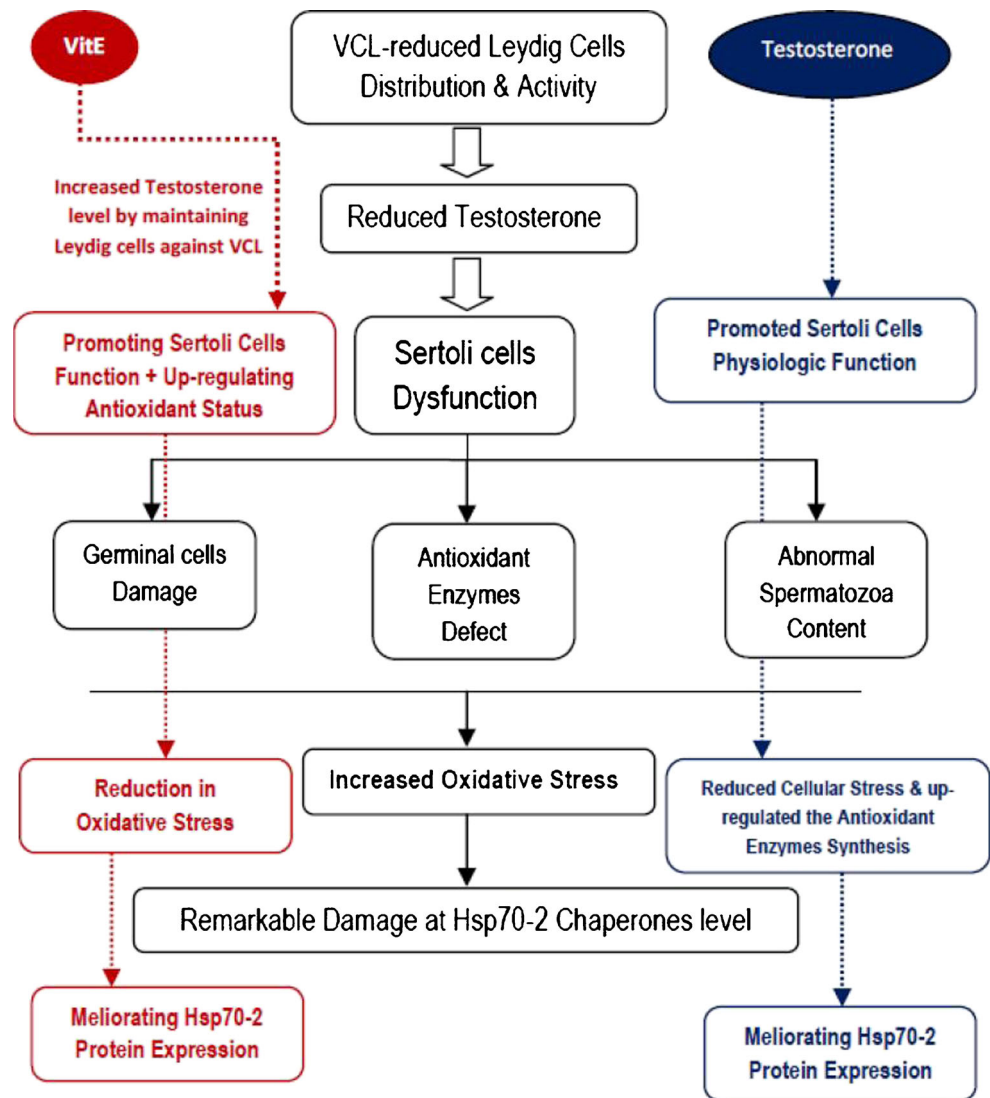 VitE
VCL-reduced Leydig Cells
Distribution & Activity
Testosterone
Increased Testosterone
level by maintaining
Leydig cells against VCL
Reduced Testosterone
Promoting Sertoli Cells
Function + Up-regulating
Antioxidant Status
Sertoli cells
Dysfunction
Promoted Sertoli Cells
Physiologic Function
Germinal cells
Damage
Antioxidant
Enzymes
Defect
Abnormal
Spermatozoa
Content
Reduction in
Oxidative Stress
Increased Oxidative Stress
Reduced Cellular Stress & up-
regulated the Antioxidant
Enzymes Synthesis
Remarkable Damage at Hsp70-2 Chaperones level
Meliorating Hsp70-2
Protein Expression
Meliorating Hsp70-2
Protein Expression